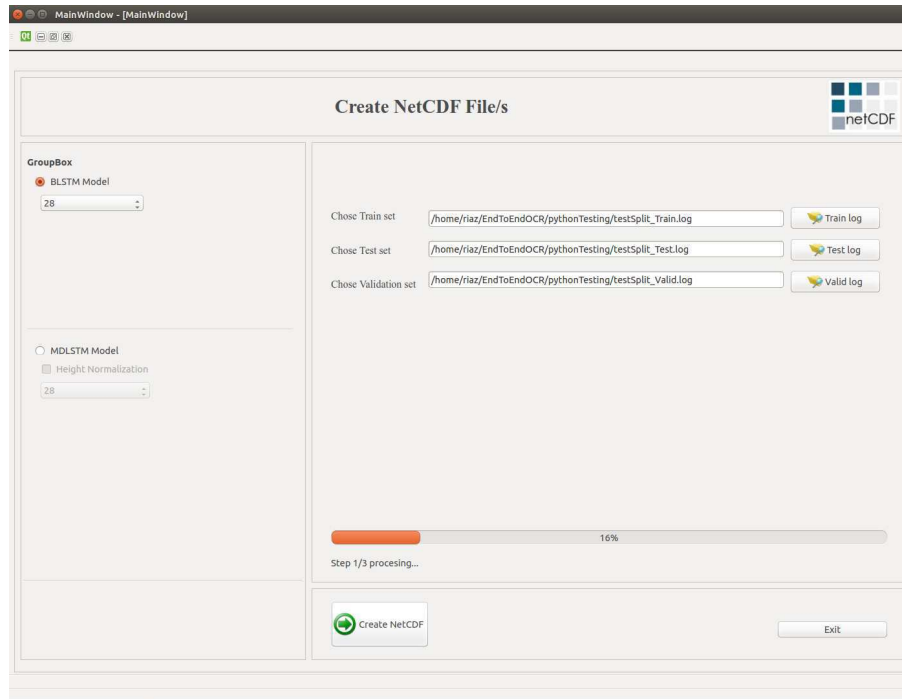 MainWindow - [MainWindow]
Qt
Create NetCDF File/s
netCDF
GroupBox
BLSTM Model
28
MDLSTM Model
Height Normalization
28
Chose Train set /home/riaz/EndToEndOCR/pythonTesting/testSplit_Train.log Train log
Chose Test set /home/riaz/EndToEndOCR/pythonTesting/testSplit_Test.log Test log
Chose Validation set /home/riaz/EndToEndOCR/pythonTesting/testSplit_Valid.log Valid log
16%
Step 1/3 procesing...
Create NetCDF
Exit